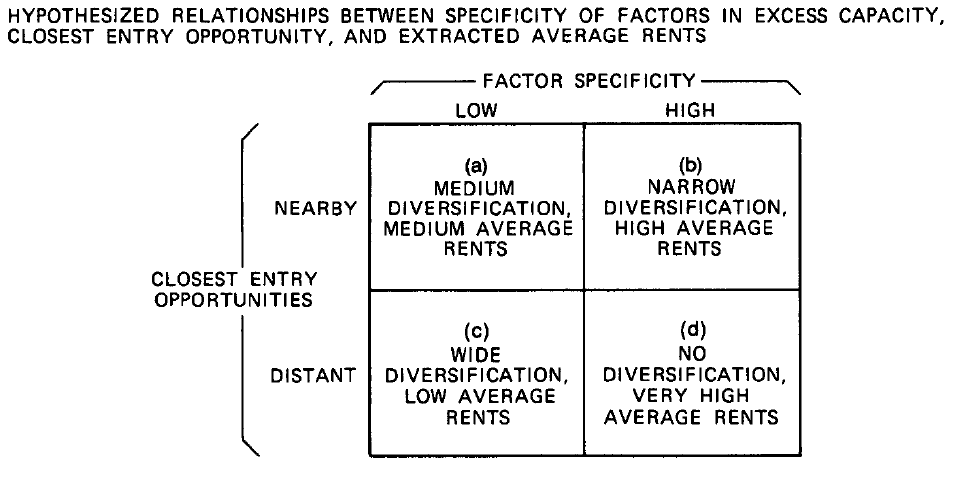 HYPOTHESIZED RELATIONSHIPS BETWEEN SPECIFICITY OF FACTORS IN EXCESS CAPACITY,
CLOSEST ENTRY OPPORTUNITY, AND EXTRACTED AVERAGE RENTS
FACTOR SPECIFICITY
LOW
HIGH
CLOSEST ENTRY
OPPORTUNITIES
NEARBY
(a)
MEDIUM
DIVERSIFICATION,
MEDIUM AVERAGE
RENTS
(b)
NARROW
DIVERSIFICATION,
HIGH AVERAGE
RENTS
DISTANT
(c)
WIDE
DIVERSIFICATION,
LOW AVERAGE
RENTS
(d)
NO
DIVERSIFICATION,
VERY HIGH
AVERAGE RENTS